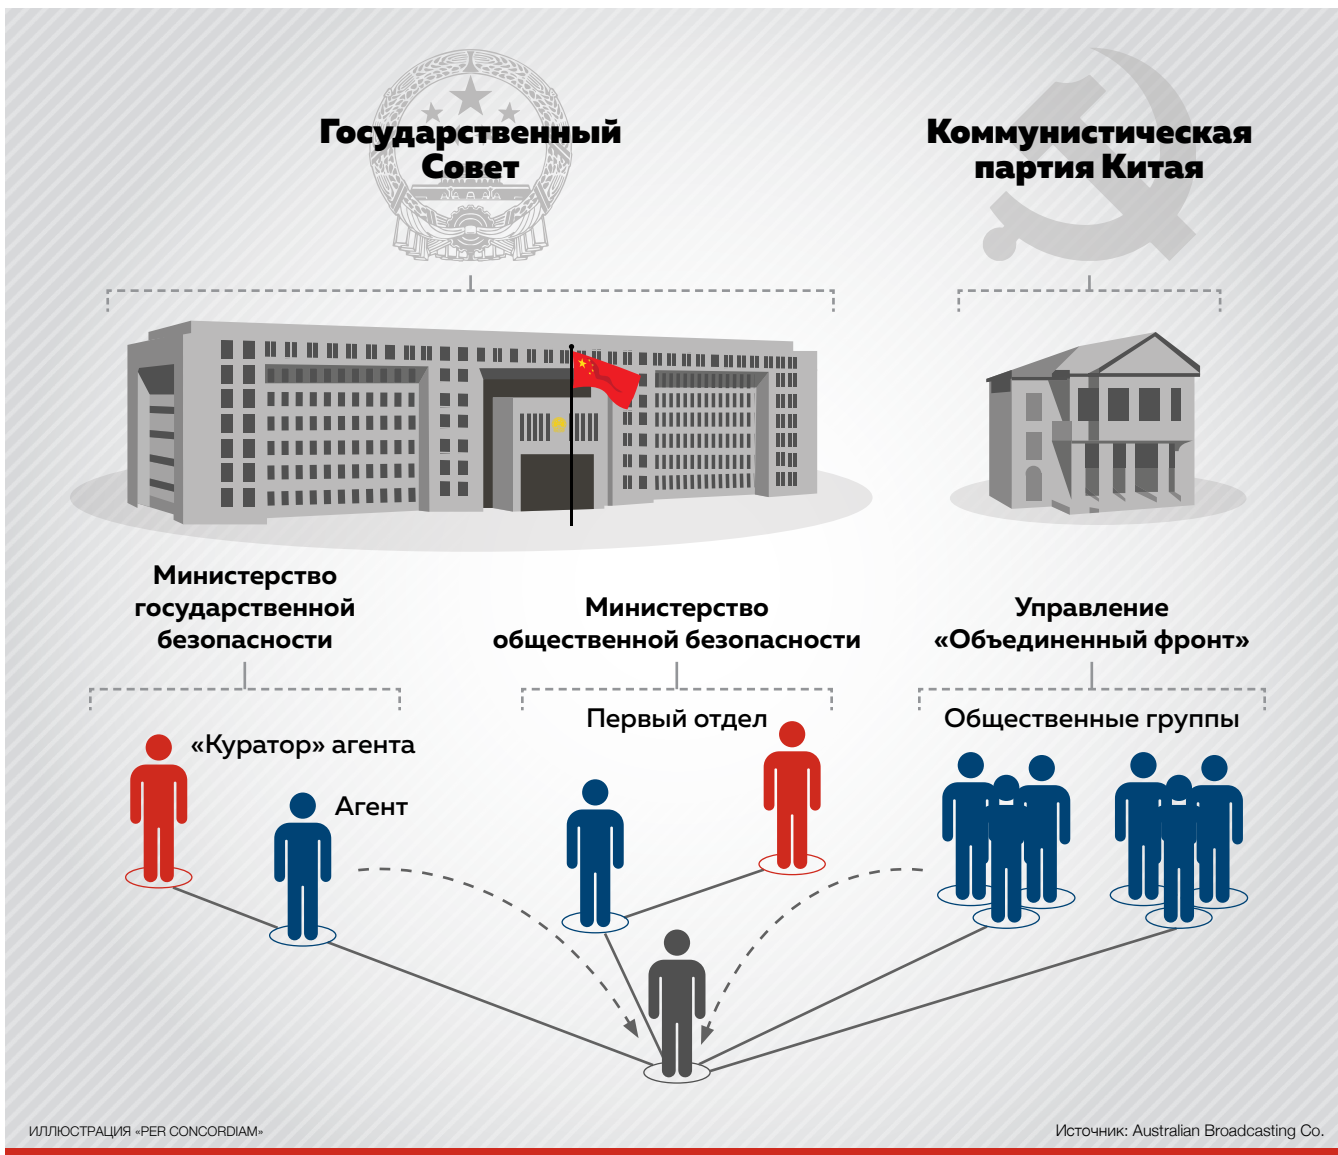 Государственный
Совет
Коммунистическая
партия Китая
Министерство
государственной
безопасности
Министерство
общественной безопасности
Управление
«Объединенный фронт»
«Куратор» агента
Агент
Первый отдел
Общественные группы
ИЛЛЮСТРАЦИЯ «PER CONCORDIAM»
Источник: Australian Broadcasting Co.